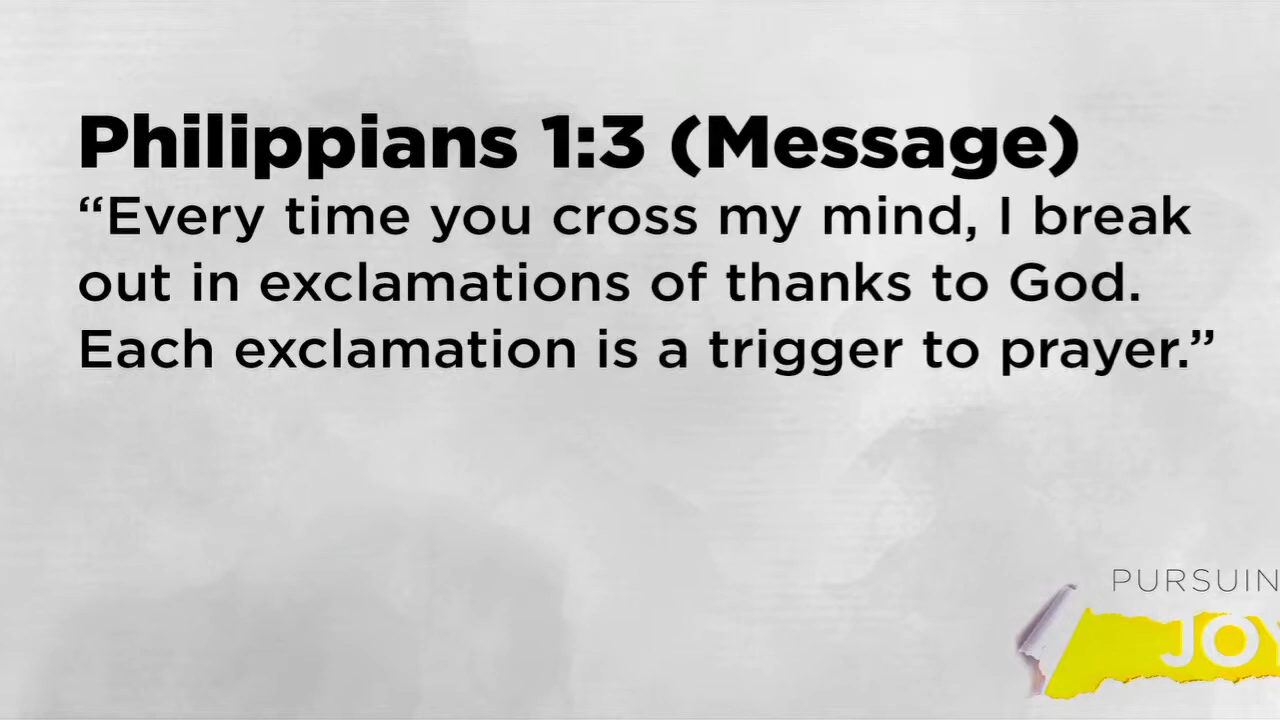 Philippians 1:3 (Message)
“Every time you cross my mind, I break
out in exclamations of thanks to God.
Each exclamation is a trigger to prayer.”
PURSUIN
JOY